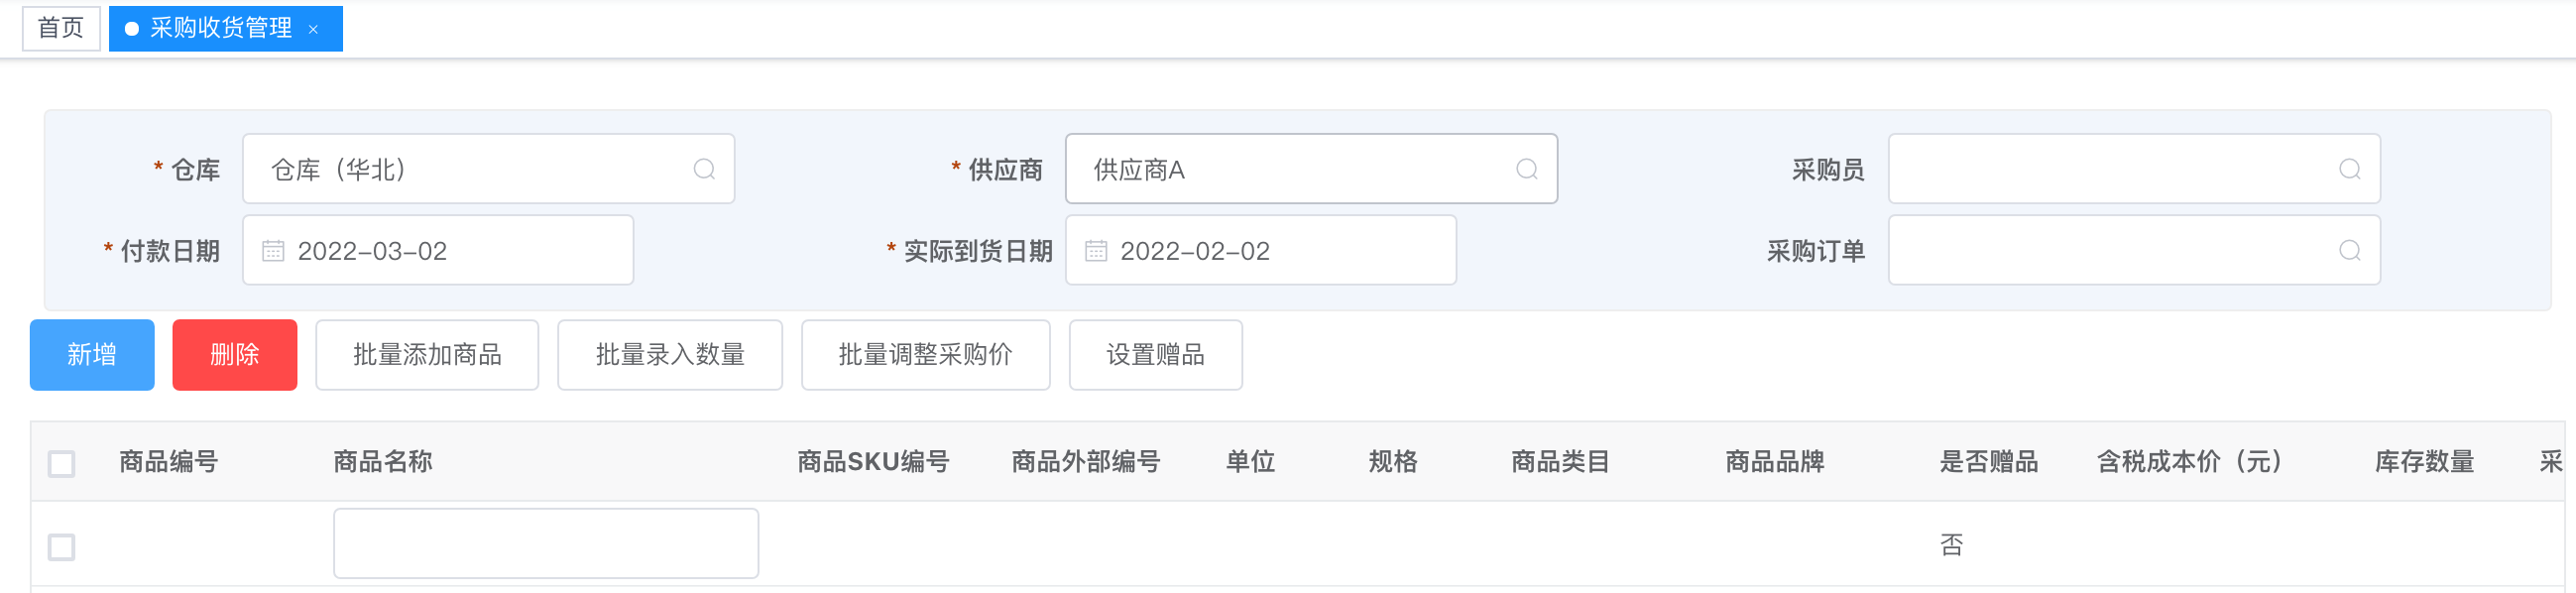 首页 采购收货管理 ×
* 仓库 仓库（华北） * 供应商 供应商A 采购员
* 付款日期 2022-03-02 * 实际到货日期 2022-02-02 采购订单
新增 删除 批量添加商品 批量录入数量 批量调整采购价 设置赠品
商品编号 商品名称 商品SKU编号 商品外部编号 单位 规格 商品类目 商品品牌 是否赠品 含税成本价（元） 库存数量 采
否